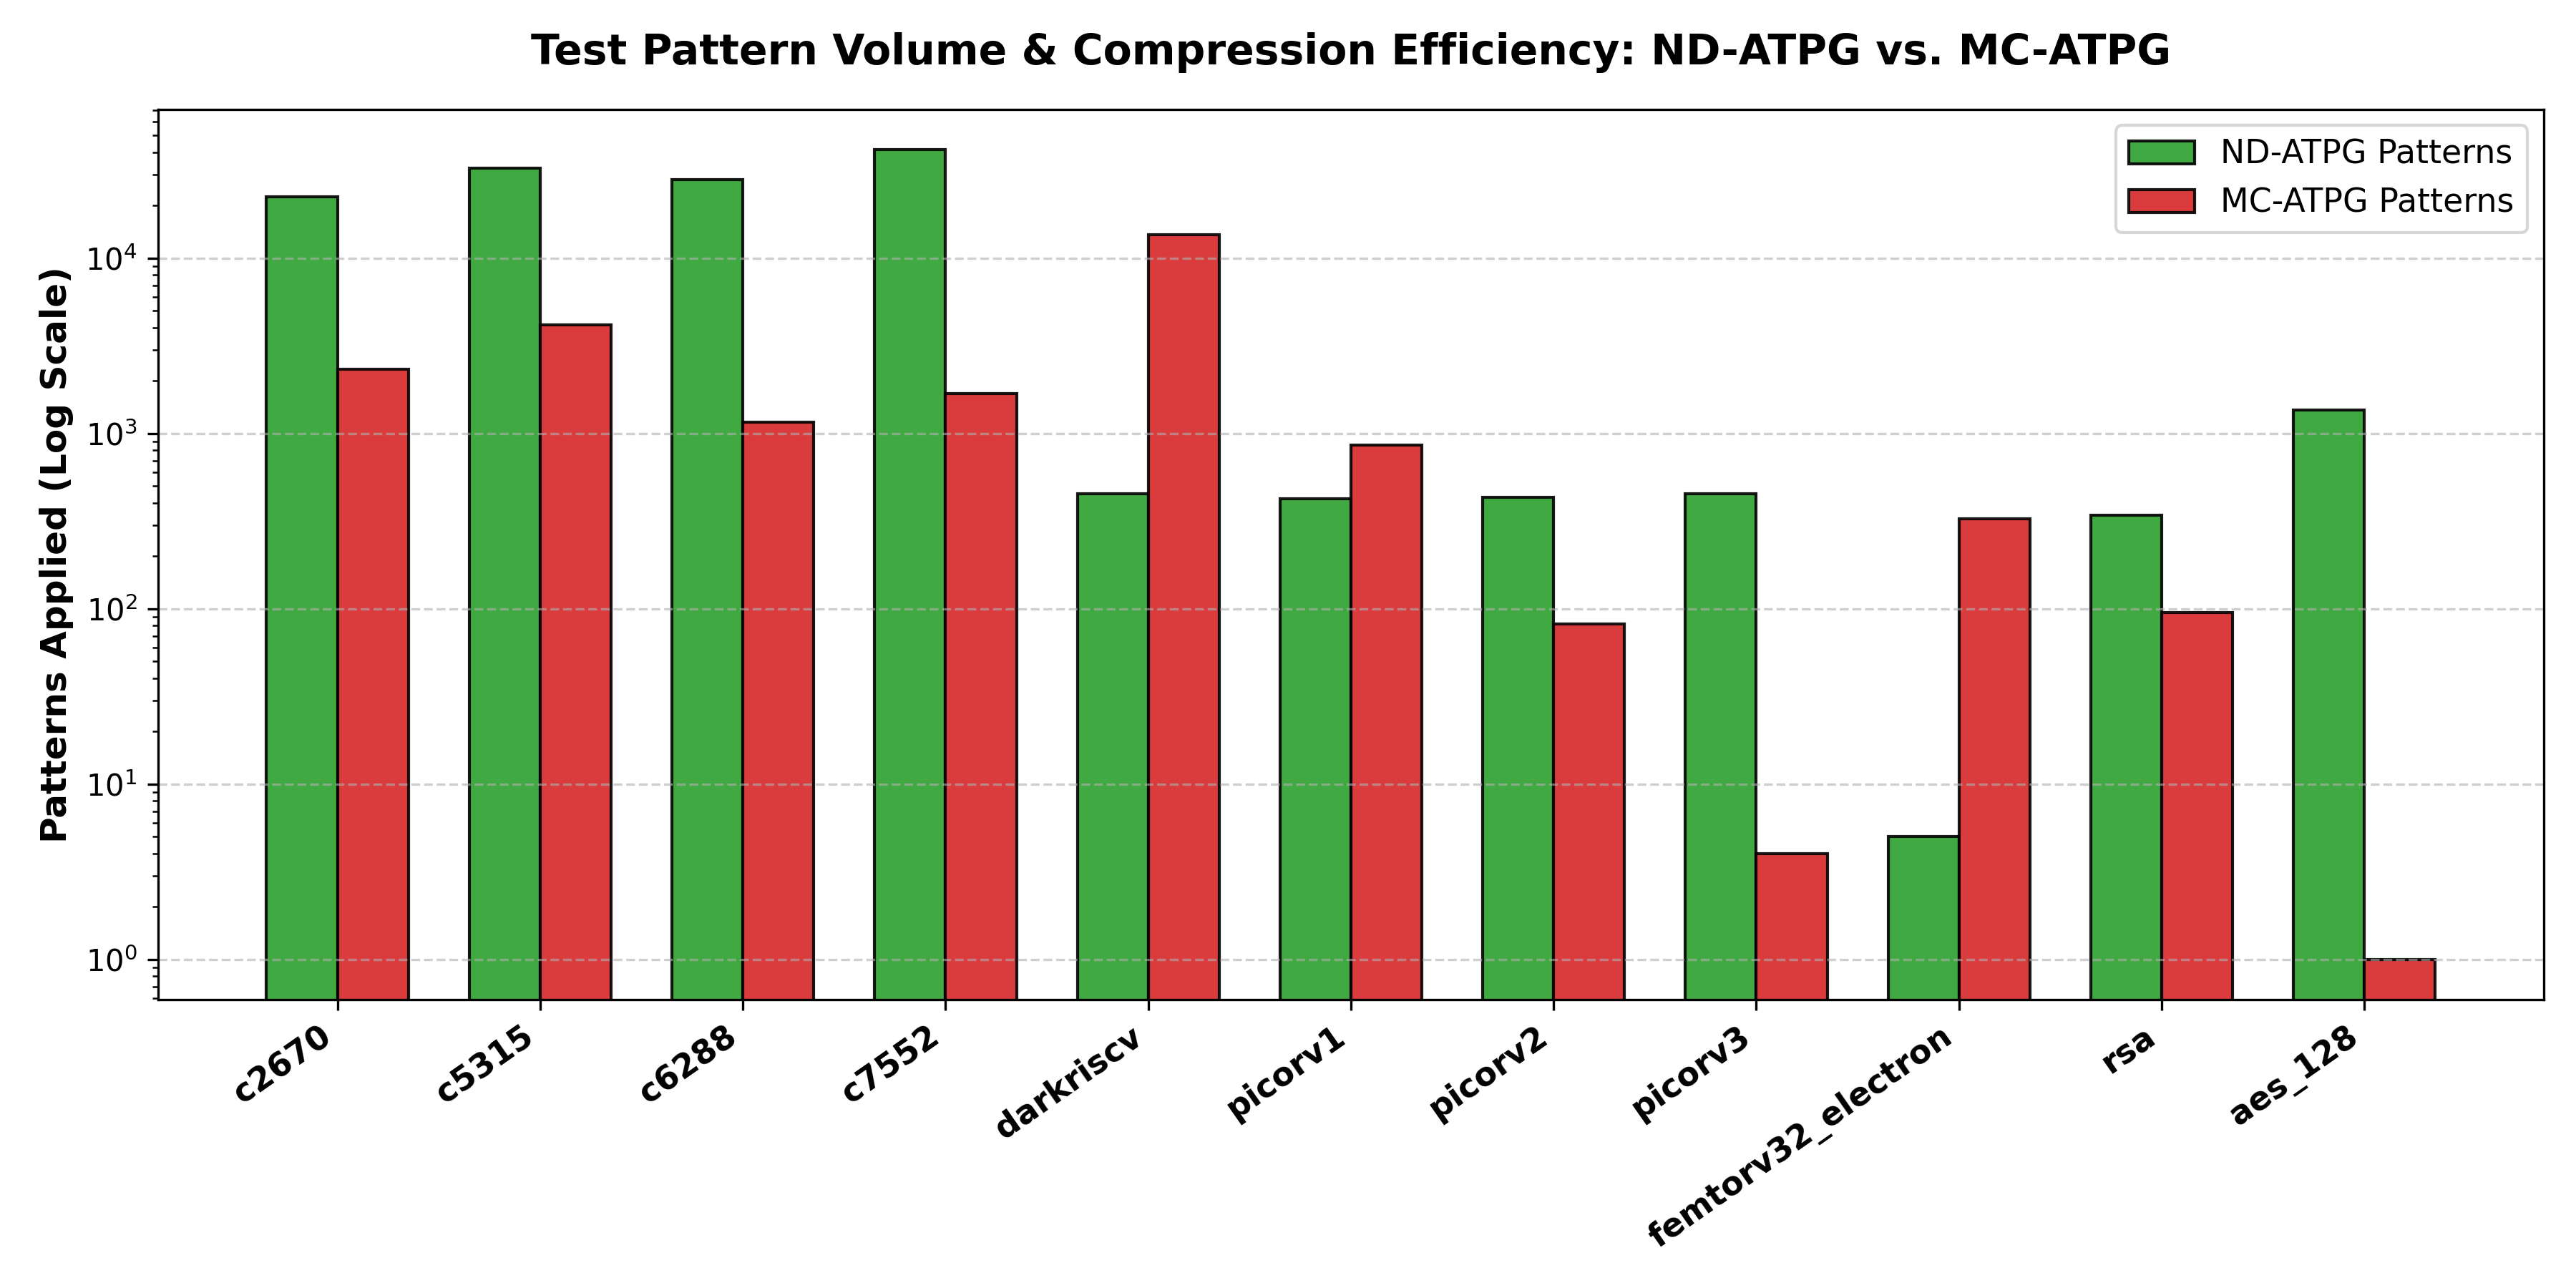 Test Pattern Volume & Compression Efficiency: ND-ATPG vs. MC-ATPG
ND-ATPG Patterns
MC-ATPG Patterns
Patterns Applied (Log Scale)
10⁴
10³
10²
10¹
10⁰
c2670
c5315
c6288
c7552
darkriscv
picorv1
picorv2
picorv3
femtorv32_electron
rsa
aes_128